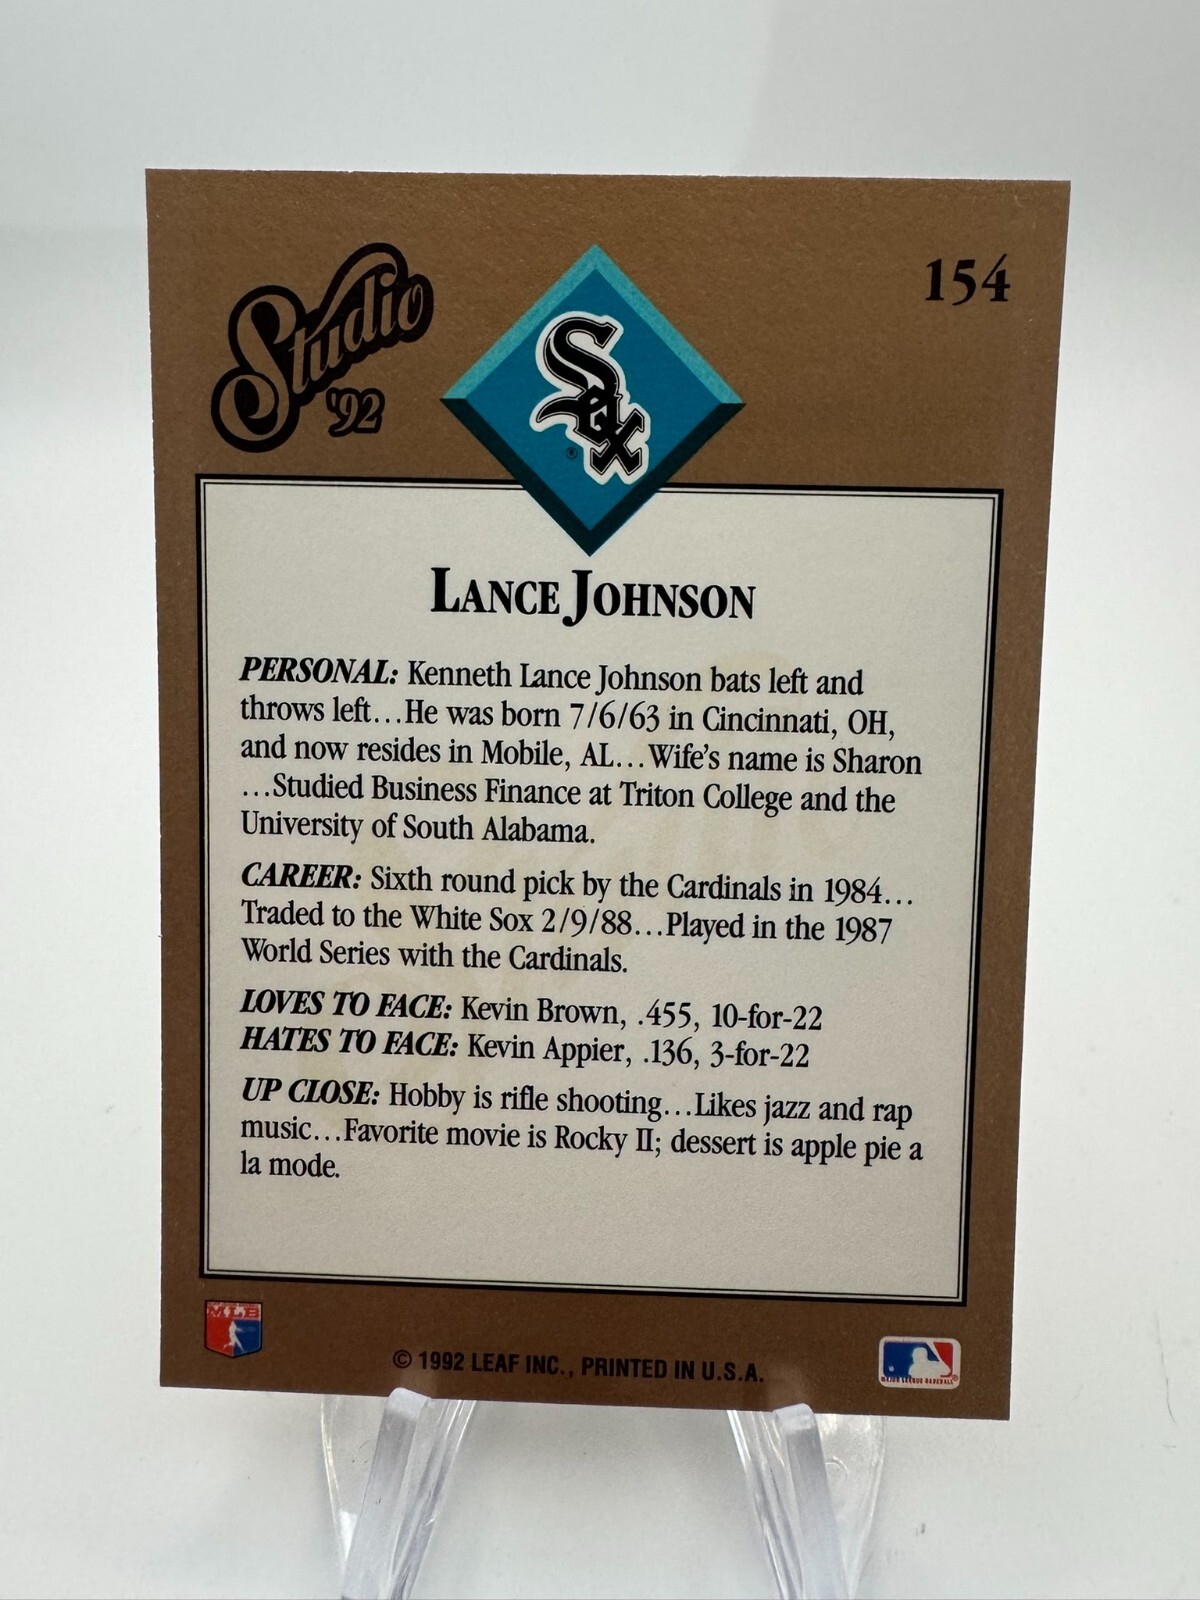 Studio '92
154
Sox
®
LANCE JOHNSON
PERSONAL: Kenneth Lance Johnson bats left and
throws left...He was born 7/6/63 in Cincinnati, OH,
and now resides in Mobile, AL...Wife's name is Sharon
...Studied Business Finance at Triton College and the
University of South Alabama.
CAREER: Sixth round pick by the Cardinals in 1984...
Traded to the White Sox 2/9/88...Played in the 1987
World Series with the Cardinals.
LOVES TO FACE: Kevin Brown, .455, 10-for-22
HATES TO FACE: Kevin Appier, .136, 3-for-22
UP CLOSE: Hobby is rifle shooting...Likes jazz and rap
music...Favorite movie is Rocky II; dessert is apple pie a
la mode.
MLB
© 1992 LEAF INC., PRINTED IN U.S.A.
MAJOR LEAGUE BASEBALL®